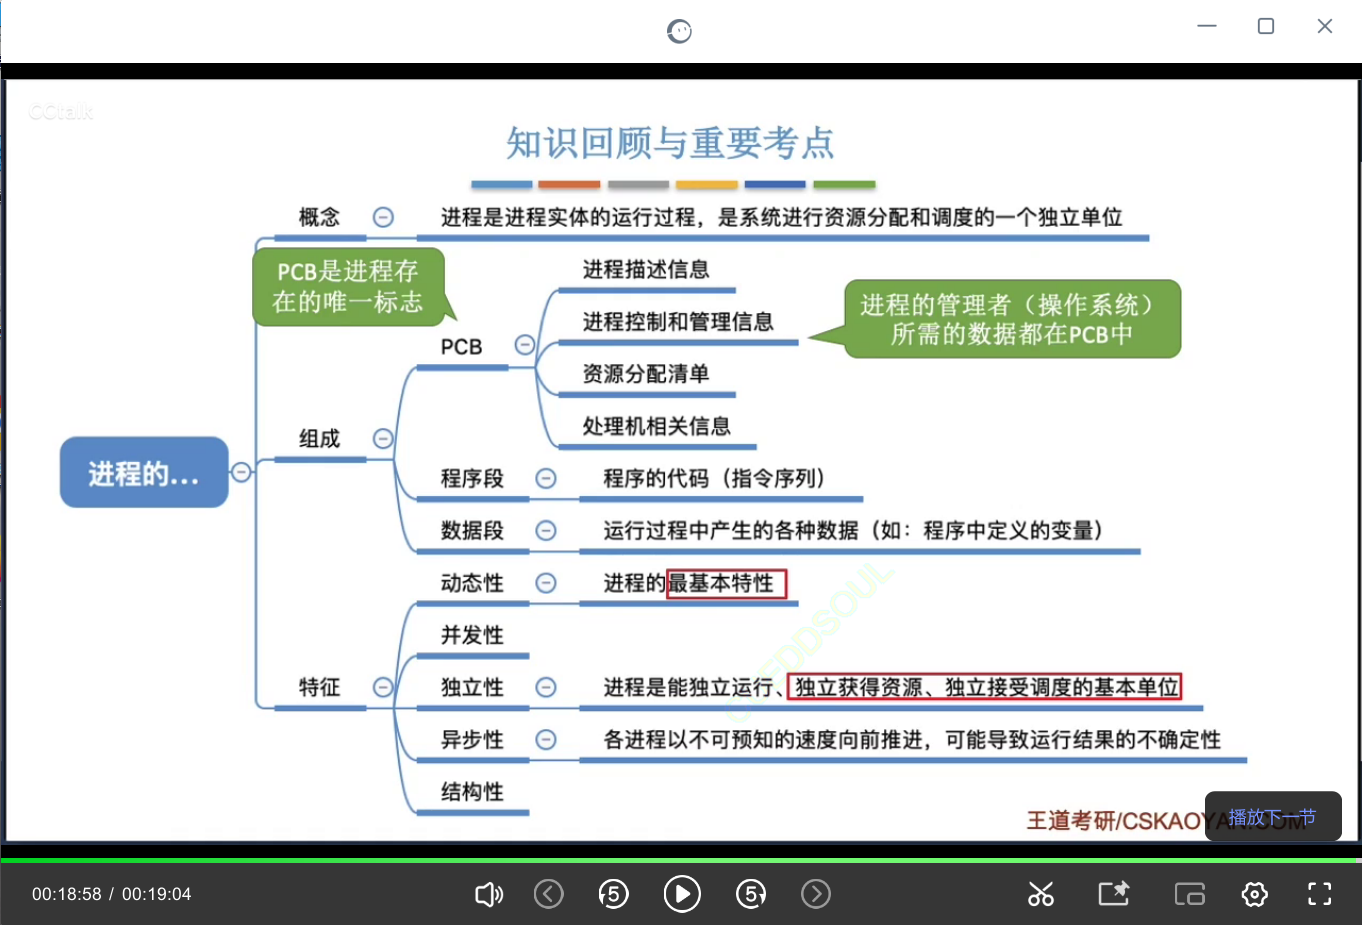 CCtalk
知识回顾与重要考点
概念
进程是进程实体的运行过程，是系统进行资源分配和调度的一个独立单位
PCB是进程存
在的唯一标志
进程描述信息
进程的管理者（操作系统）
所需的数据都在PCB中
进程控制和管理信息
PCB
资源分配清单
处理机相关信息
组成
进程的...
程序段
程序的代码（指令序列）
数据段
运行过程中产生的各种数据（如：程序中定义的变量）
动态性
进程的最基本特性
并发性
特征
独立性
进程是能独立运行、独立获得资源、独立接受调度的基本单位
异步性
各进程以不可预知的速度向前推进，可能导致运行结果的不确定性
结构性
王道考研/CSKAOYAN.COM
播放下一节
00:18:58 / 00:19:04
5
5